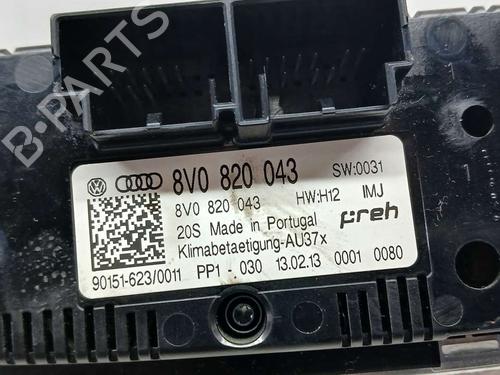 B-PARTS
8V0 820 043 SW:0031
8V0 820 043 HW:H12 IMJ
20S Made in Portugal Preh
Klimabetaetigung-AU37x
90151-623/0011 PP1 - 030 13.02.13 0001 0080